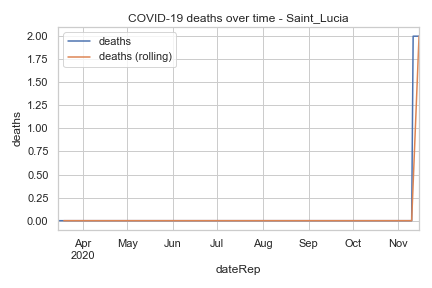 COVID-19 deaths over time - Saint_Lucia
deaths
deaths (rolling)
2.00
1.75
1.50
1.25
1.00
0.75
0.50
0.25
0.00
deaths
Apr May Jun Jul Aug Sep Oct Nov
2020
dateRep